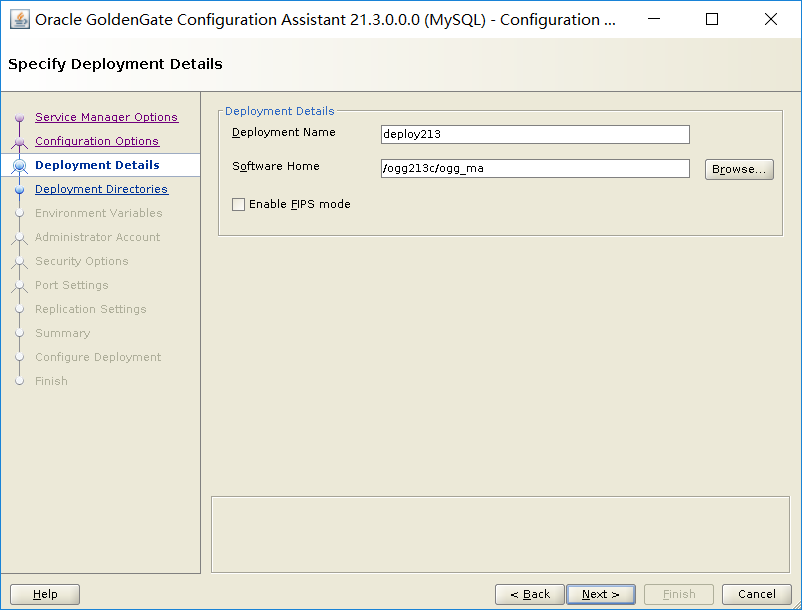 Oracle GoldenGate Configuration Assistant 21.3.0.0.0 (MySQL) - Configuration ...
Specify Deployment Details
Service Manager Options
Configuration Options
Deployment Details
Deployment Directories
Environment Variables
Administrator Account
Security Options
Port Settings
Replication Settings
Summary
Configure Deployment
Finish
Deployment Details
Deployment Name
deploy213
Software Home
/ogg213c/ogg_ma
Browse...
Enable FIPS mode
Help
< Back
Next >
Finish
Cancel